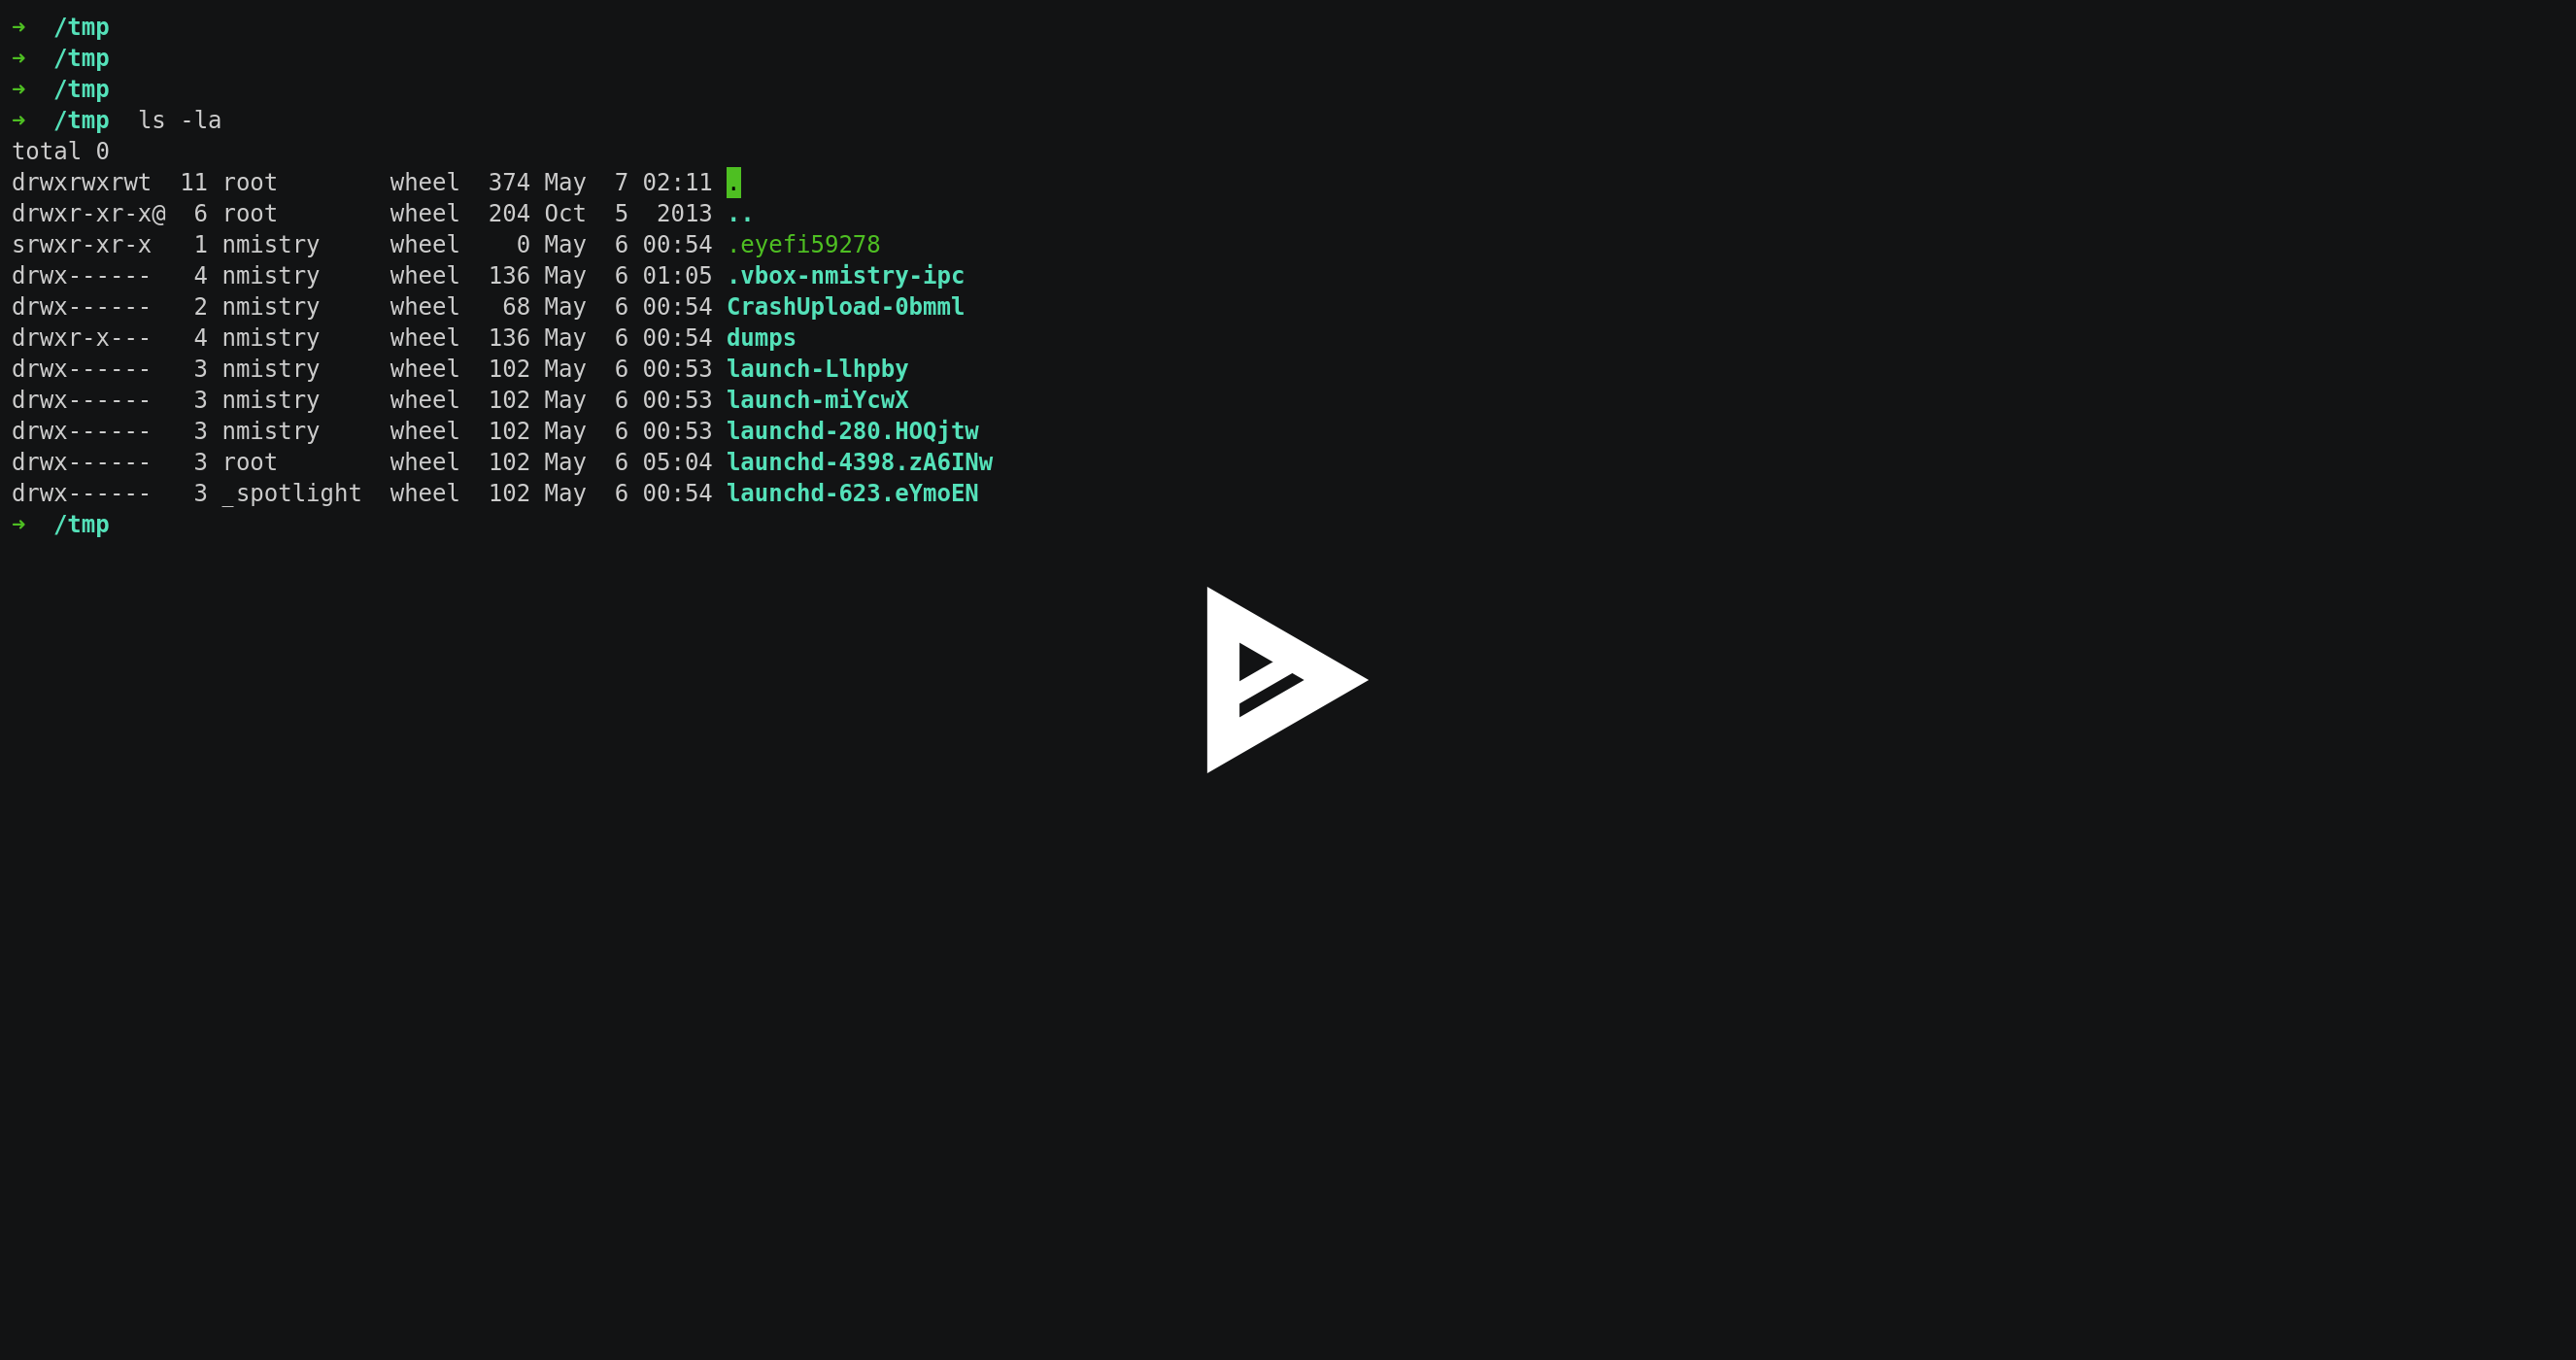 ➜  /tmp
➜  /tmp
➜  /tmp
➜  /tmp  ls -la
total 0
drwxrwxrwt  11 root        wheel  374 May  7 02:11 .
drwxr-xr-x@  6 root        wheel  204 Oct  5  2013 ..
srwxr-xr-x   1 nmistry     wheel    0 May  6 00:54 .eyefi59278
drwx------   4 nmistry     wheel  136 May  6 01:05 .vbox-nmistry-ipc
drwx------   2 nmistry     wheel   68 May  6 00:54 CrashUpload-0bmml
drwxr-x---   4 nmistry     wheel  136 May  6 00:54 dumps
drwx------   3 nmistry     wheel  102 May  6 00:53 launch-Llhpby
drwx------   3 nmistry     wheel  102 May  6 00:53 launch-miYcwX
drwx------   3 nmistry     wheel  102 May  6 00:53 launchd-280.HOQjtw
drwx------   3 root        wheel  102 May  6 05:04 launchd-4398.zA6INw
drwx------   3 _spotlight  wheel  102 May  6 00:54 launchd-623.eYmoEN
➜  /tmp